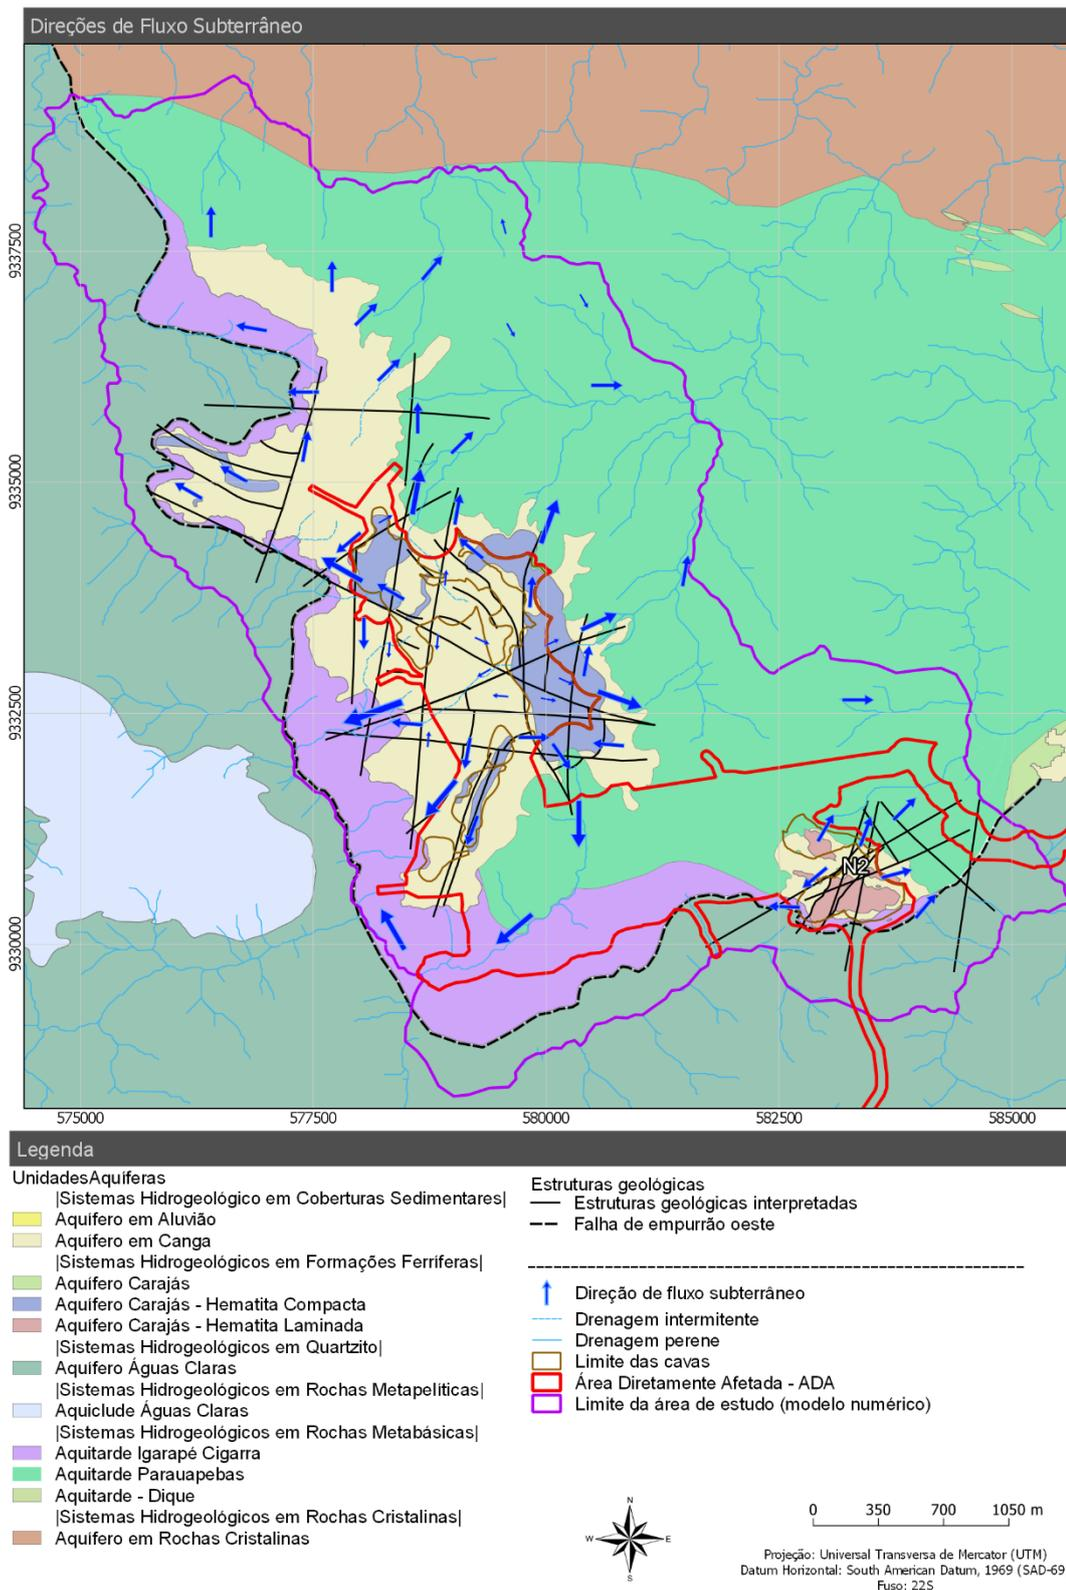 Direções de Fluxo Subterrâneo
9337500
9335000
9332500
9330000
N2
575000 577500 580000 582500 585000
Legenda
UnidadesAquíferas
|Sistemas Hidrogeológico em Coberturas Sedimentares|
Aquífero em Aluvião
Aquífero em Canga
|Sistemas Hidrogeológicos em Formações Ferríferas|
Aquífero Carajás
Aquífero Carajás - Hematita Compacta
Aquífero Carajás - Hematita Laminada
|Sistemas Hidrogeológicos em Quartzito|
Aquífero Águas Claras
|Sistemas Hidrogeológicos em Rochas Metapelíticas|
Aquiclude Águas Claras
|Sistemas Hidrogeológicos em Rochas Metabásicas|
Aquitarde Igarapé Cigarra
Aquitarde Parauapebas
Aquitarde - Dique
|Sistemas Hidrogeológicos em Rochas Cristalinas|
Aquífero em Rochas Cristalinas
Estruturas geológicas
Estruturas geológicas interpretadas
Falha de empurrão oeste
Direção de fluxo subterrâneo
Drenagem intermitente
Drenagem perene
Limite das cavas
Área Diretamente Afetada - ADA
Limite da área de estudo (modelo numérico)
N
W E
S
0 350 700 1050 m
Projeção: Universal Transversa de Mercator (UTM)
Datum Horizontal: South American Datum, 1969 (SAD-69
Fuso: 22S